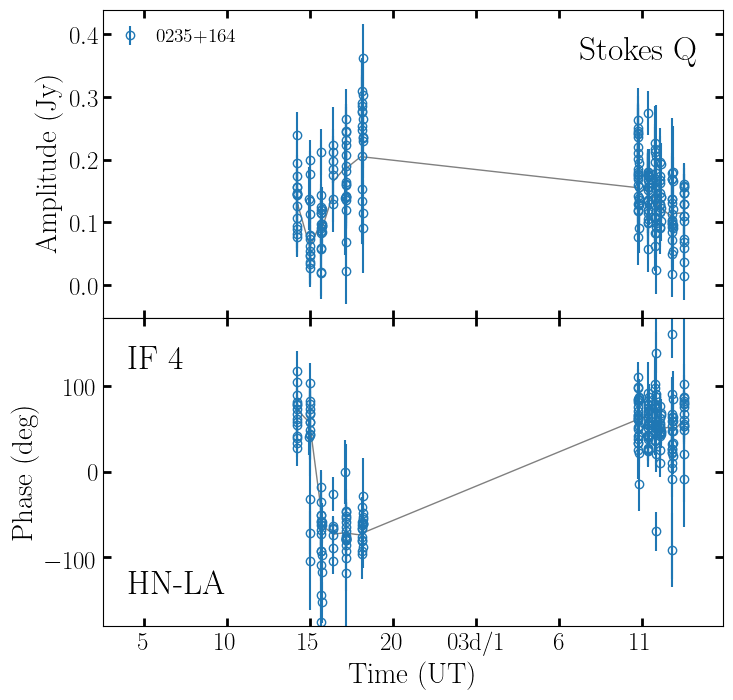 0235+164
Stokes Q
0.4
0.3
0.2
0.1
0.0
Amplitude (Jy)
IF 4
HN-LA
100
0
−100
Phase (deg)
5 10 15 20 03d/1 6 11
Time (UT)